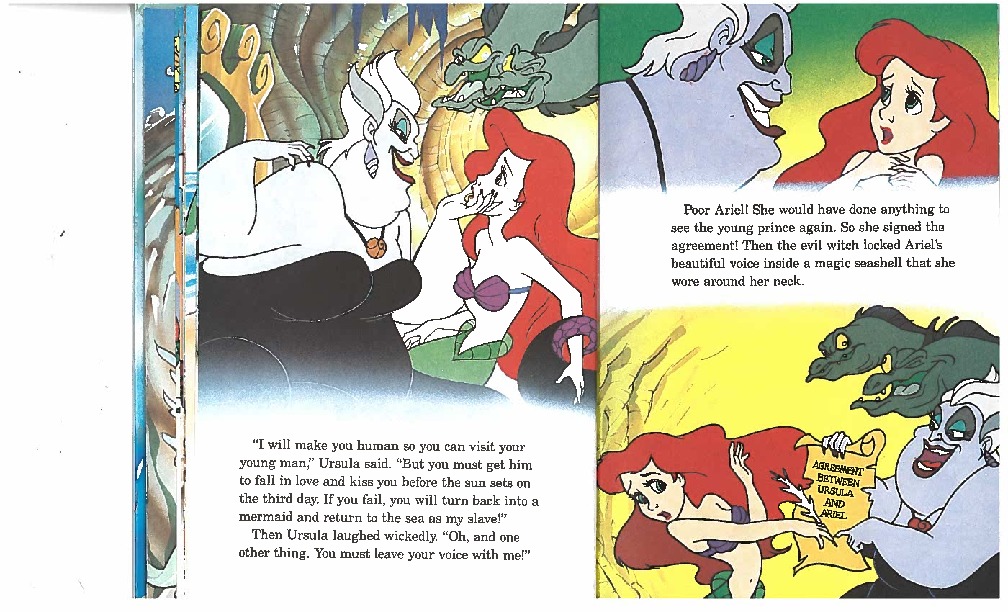 “I will make you human so you can visit your
young man,” Ursula said. “But you must get him
to fall in love and kiss you before the sun sets on
the third day. If you fail, you will turn back into a
mermaid and return to the sea as my slave!”
Then Ursula laughed wickedly. “Oh, and one
other thing. You must leave your voice with me!”
Poor Ariel! She would have done anything to
see the young prince again. So she signed the
agreement! Then the evil witch locked Ariel’s
beautiful voice inside a magic seashell that she
wore around her neck.
AGREEMENT
BETWEEN
URSULA
AND
ARIEL